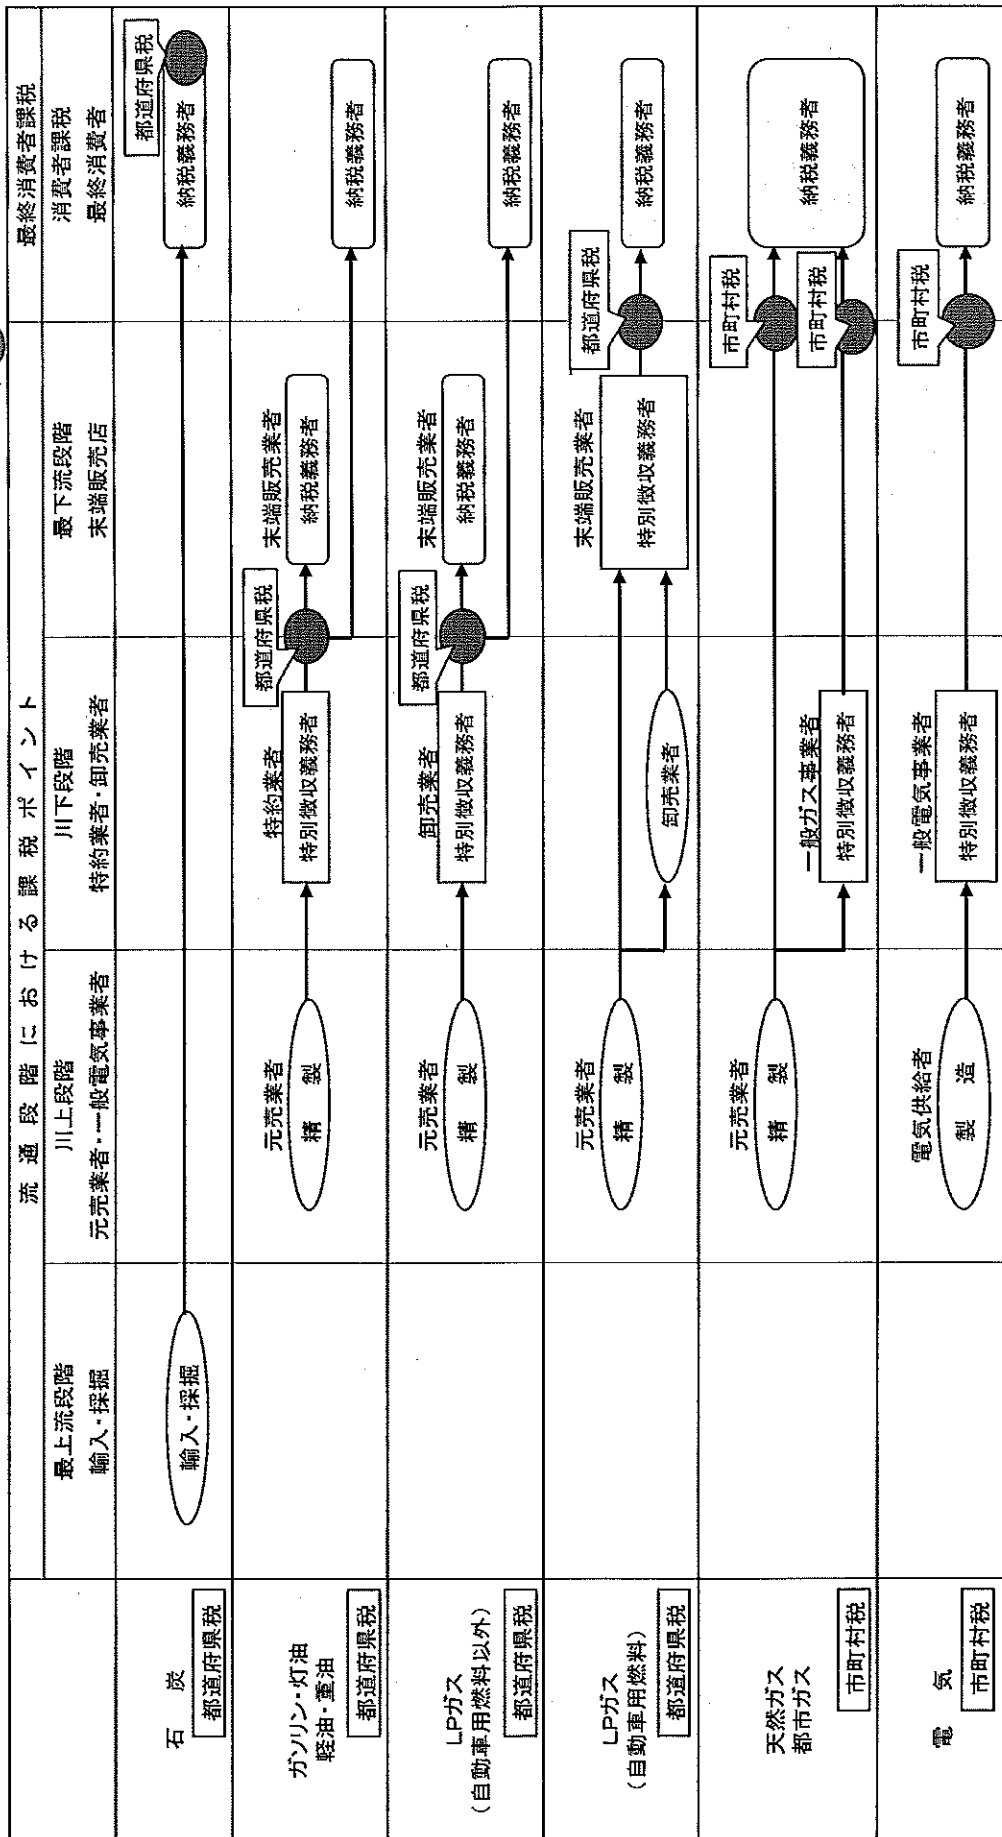 流通段階における課税ポイント
最終消費者課税
最上流段階
輸入・採掘
川上段階
元売業者・一般電気事業者
川下段階
特約業者・卸売業者
最下流段階
末端販売店
消費者課税
最終消費者
石炭
都道府県税
輸入・採掘
納税義務者
都道府県税
ガソリン・灯油
軽油・重油
都道府県税
元売業者
精製
特約業者
特別徴収義務者
都道府県税
末端販売業者
納税義務者
納税義務者
LPガス
（自動車用燃料以外）
都道府県税
元売業者
精製
卸売業者
特別徴収義務者
都道府県税
末端販売業者
納税義務者
納税義務者
LPガス
（自動車用燃料）
都道府県税
元売業者
精製
卸売業者
末端販売業者
特別徴収義務者
都道府県税
納税義務者
天然ガス
都市ガス
市町村税
元売業者
精製
一般ガス事業者
特別徴収義務者
市町村税
市町村税
納税義務者
電気
市町村税
電気供給者
製造
一般電気事業者
特別徴収義務者
市町村税
納税義務者